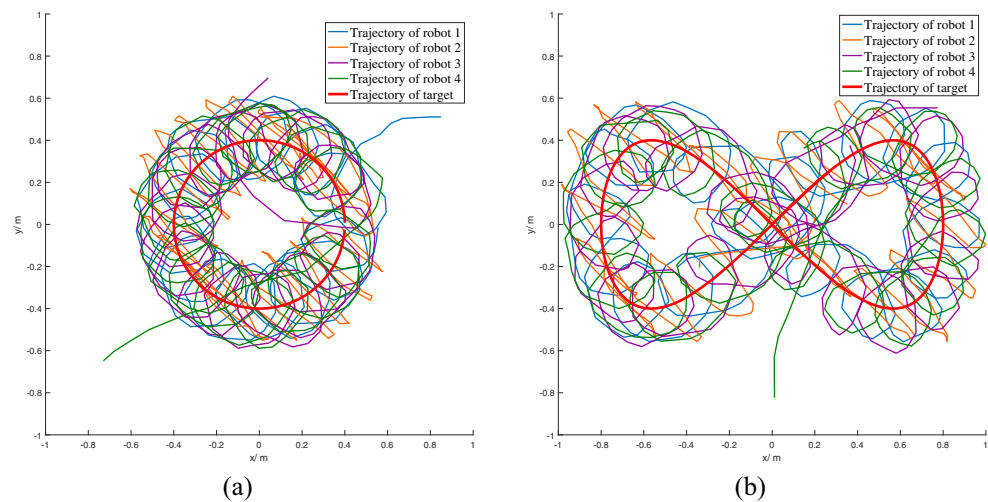 1
0.8
0.6
0.4
0.2
0
-0.2
-0.4
-0.6
-0.8
-1
y/ m
-1
-0.8
-0.6
-0.4
-0.2
0
0.2
0.4
0.6
0.8
1
x/ m
Trajectory of robot 1
Trajectory of robot 2
Trajectory of robot 3
Trajectory of robot 4
Trajectory of target
(a)
1
0.8
0.6
0.4
0.2
0
-0.2
-0.4
-0.6
-0.8
-1
y/ m
-1
-0.8
-0.6
-0.4
-0.2
0
0.2
0.4
0.6
0.8
1
x/ m
Trajectory of robot 1
Trajectory of robot 2
Trajectory of robot 3
Trajectory of robot 4
Trajectory of target
(b)